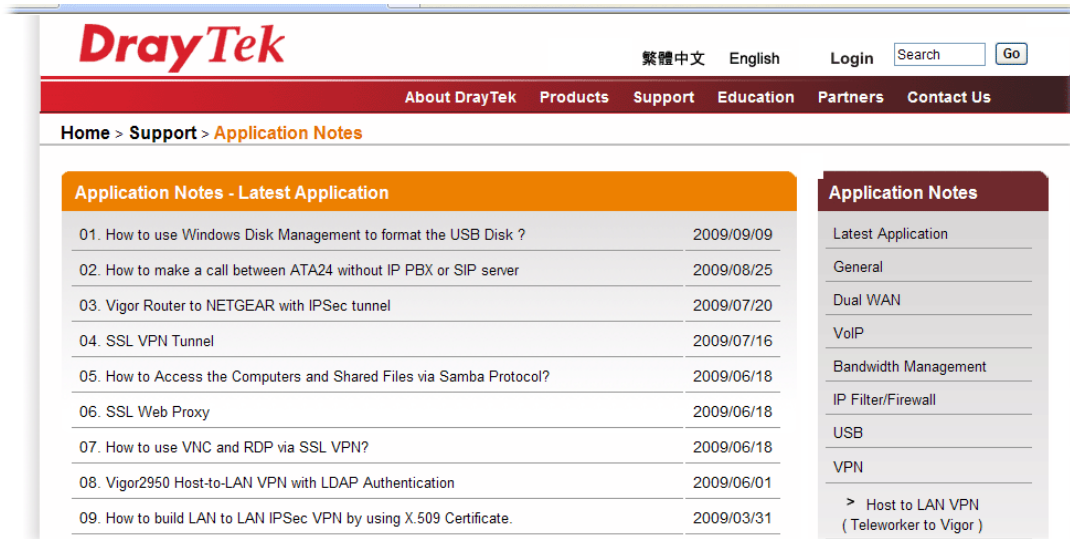 DrayTek
繁體中文 English Login Search Go
About DrayTek Products Support Education Partners Contact Us
Home > Support > Application Notes
Application Notes - Latest Application
01. How to use Windows Disk Management to format the USB Disk ? 2009/09/09
02. How to make a call between ATA24 without IP PBX or SIP server 2009/08/25
03. Vigor Router to NETGEAR with IPSec tunnel 2009/07/20
04. SSL VPN Tunnel 2009/07/16
05. How to Access the Computers and Shared Files via Samba Protocol? 2009/06/18
06. SSL Web Proxy 2009/06/18
07. How to use VNC and RDP via SSL VPN? 2009/06/18
08. Vigor2950 Host-to-LAN VPN with LDAP Authentication 2009/06/01
09. How to build LAN to LAN IPSec VPN by using X.509 Certificate. 2009/03/31
Application Notes
Latest Application
General
Dual WAN
VoIP
Bandwidth Management
IP Filter/Firewall
USB
VPN
> Host to LAN VPN
( Teleworker to Vigor )